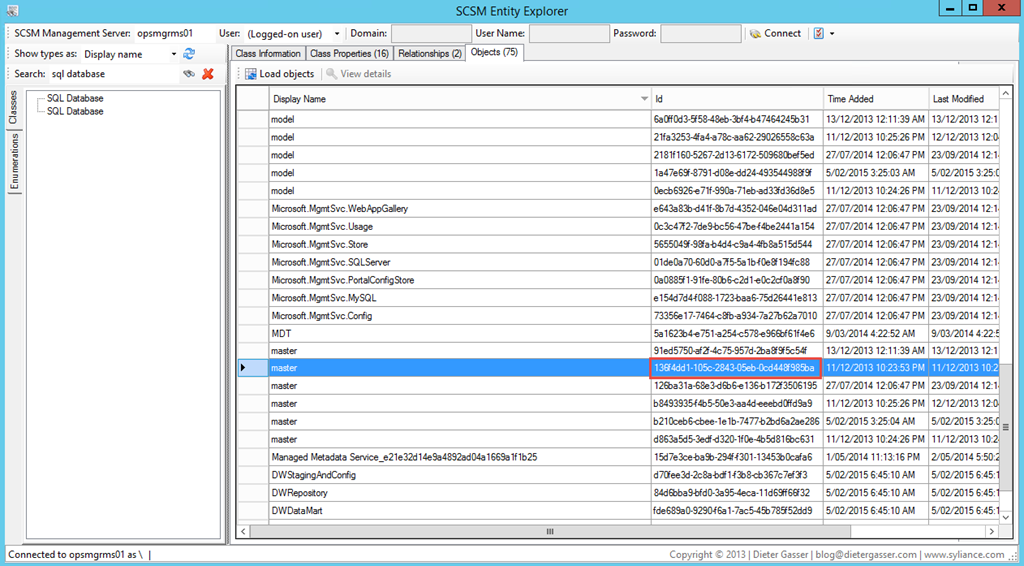 SCSM Entity Explorer
SCSM Management Server: opsmgrms01 User: (Logged-on user) Domain: User Name: Password: Connect
Show types as: Display name
Search: sql database
Classes
Enumerations
SQL Database
SQL Database
Class Information Class Properties (16) Relationships (2) Objects (75)
Load objects View details
Display Name Id Time Added Last Modified
model 6a0ff0d3-5f58-48eb-3bf4-b47464245b31 13/12/2013 12:11:39 AM 13/12/2013 12:1
model 21fa3253-4fa4-a78c-aa62-29026558c63a 11/12/2013 10:25:26 PM 12/12/2013 12:0
model 2181f160-5267-2d13-6172-509680bef5ed 27/07/2014 12:06:47 PM 23/09/2014 12:1
model 1a47e69f-8791-d08e-dd24-493544988f9f 5/02/2015 3:25:03 AM 5/02/2015 3:25:0
model 0ecb6926-e71f-990a-71eb-ad33fd36d8e5 11/12/2013 10:24:26 PM 11/12/2013 10:2
Microsoft.MgmtSvc.WebAppGallery e643a83b-d41f-8b7d-4352-046e04d311ad 27/07/2014 12:06:47 PM 23/09/2014 12:1
Microsoft.MgmtSvc.Usage 0c3c47f2-7de9-bc56-47be-f4be2441a154 27/07/2014 12:06:47 PM 23/09/2014 12:1
Microsoft.MgmtSvc.Store 5655049f-98fa-b4d4-c9a4-4fb8a515d544 27/07/2014 12:06:47 PM 23/09/2014 12:1
Microsoft.MgmtSvc.SQLServer 01de0a70-60d0-a7f5-5a1b-f0e8f194fc88 27/07/2014 12:06:47 PM 23/09/2014 12:1
Microsoft.MgmtSvc.PortalConfigStore 0a0885f1-91fe-80b6-c2d1-e0c2cf0a8f90 27/07/2014 12:06:47 PM 23/09/2014 12:1
Microsoft.MgmtSvc.MySQL e154d7d4-f088-1723-baa6-75d26441e813 27/07/2014 12:06:47 PM 23/09/2014 12:1
Microsoft.MgmtSvc.Config 73356e17-7464-c8fb-a934-7a27b62a7010 27/07/2014 12:06:47 PM 23/09/2014 12:1
MDT 5a1623b4-e751-a254-c578-e966bf61f4e6 9/03/2014 4:22:52 AM 9/03/2014 4:22:5
master 91ed5750-af2f-4c75-957d-2ba8f9f5c54f 13/12/2013 12:11:39 AM 13/12/2013 12:1
master 136f4dd1-105c-2843-05eb-0cd448f985ba 11/12/2013 10:23:53 PM 11/12/2013 10:2
master 126ba31a-68e3-d6b6-e136-b172f3506195 27/07/2014 12:06:47 PM 23/09/2014 12:1
master b8493935-f4b5-50e3-aa4d-eeebd0ffd9a9 11/12/2013 10:25:26 PM 12/12/2013 12:0
master b210ceb6-cbee-1e1b-7477-b2bd6a2ae286 5/02/2015 3:25:04 AM 5/02/2015 3:25:0
master d863a5d5-3edf-d320-1f0e-4b5d816bc631 11/12/2013 10:24:26 PM 11/12/2013 10:2
Managed Metadata Service_e21e32d14e9a4892ad04a1669a1f1b25 15d7e3ce-ba9b-294f-f301-13453b0cafa6 1/05/2014 11:13:16 PM 2/05/2014 5:50:2
DWStagingAndConfig d70fee3d-2c8a-bdf1-f3b8-cb367c7ef3f3 5/02/2015 6:45:10 AM 5/02/2015 6:45:1
DWRepository 84d6bba9-bfd0-3a95-4eca-11d69ff66f32 5/02/2015 6:45:10 AM 5/02/2015 6:45:1
DWDataMart fde689a0-9290-f6a1-7ac5-45b785f52dd9 5/02/2015 6:45:10 AM 5/02/2015 6:45:1
Connected to opsmgrms01 as \ | Copyright © 2013 | Dieter Gasser | blog@dietergasser.com | www.syliance.com